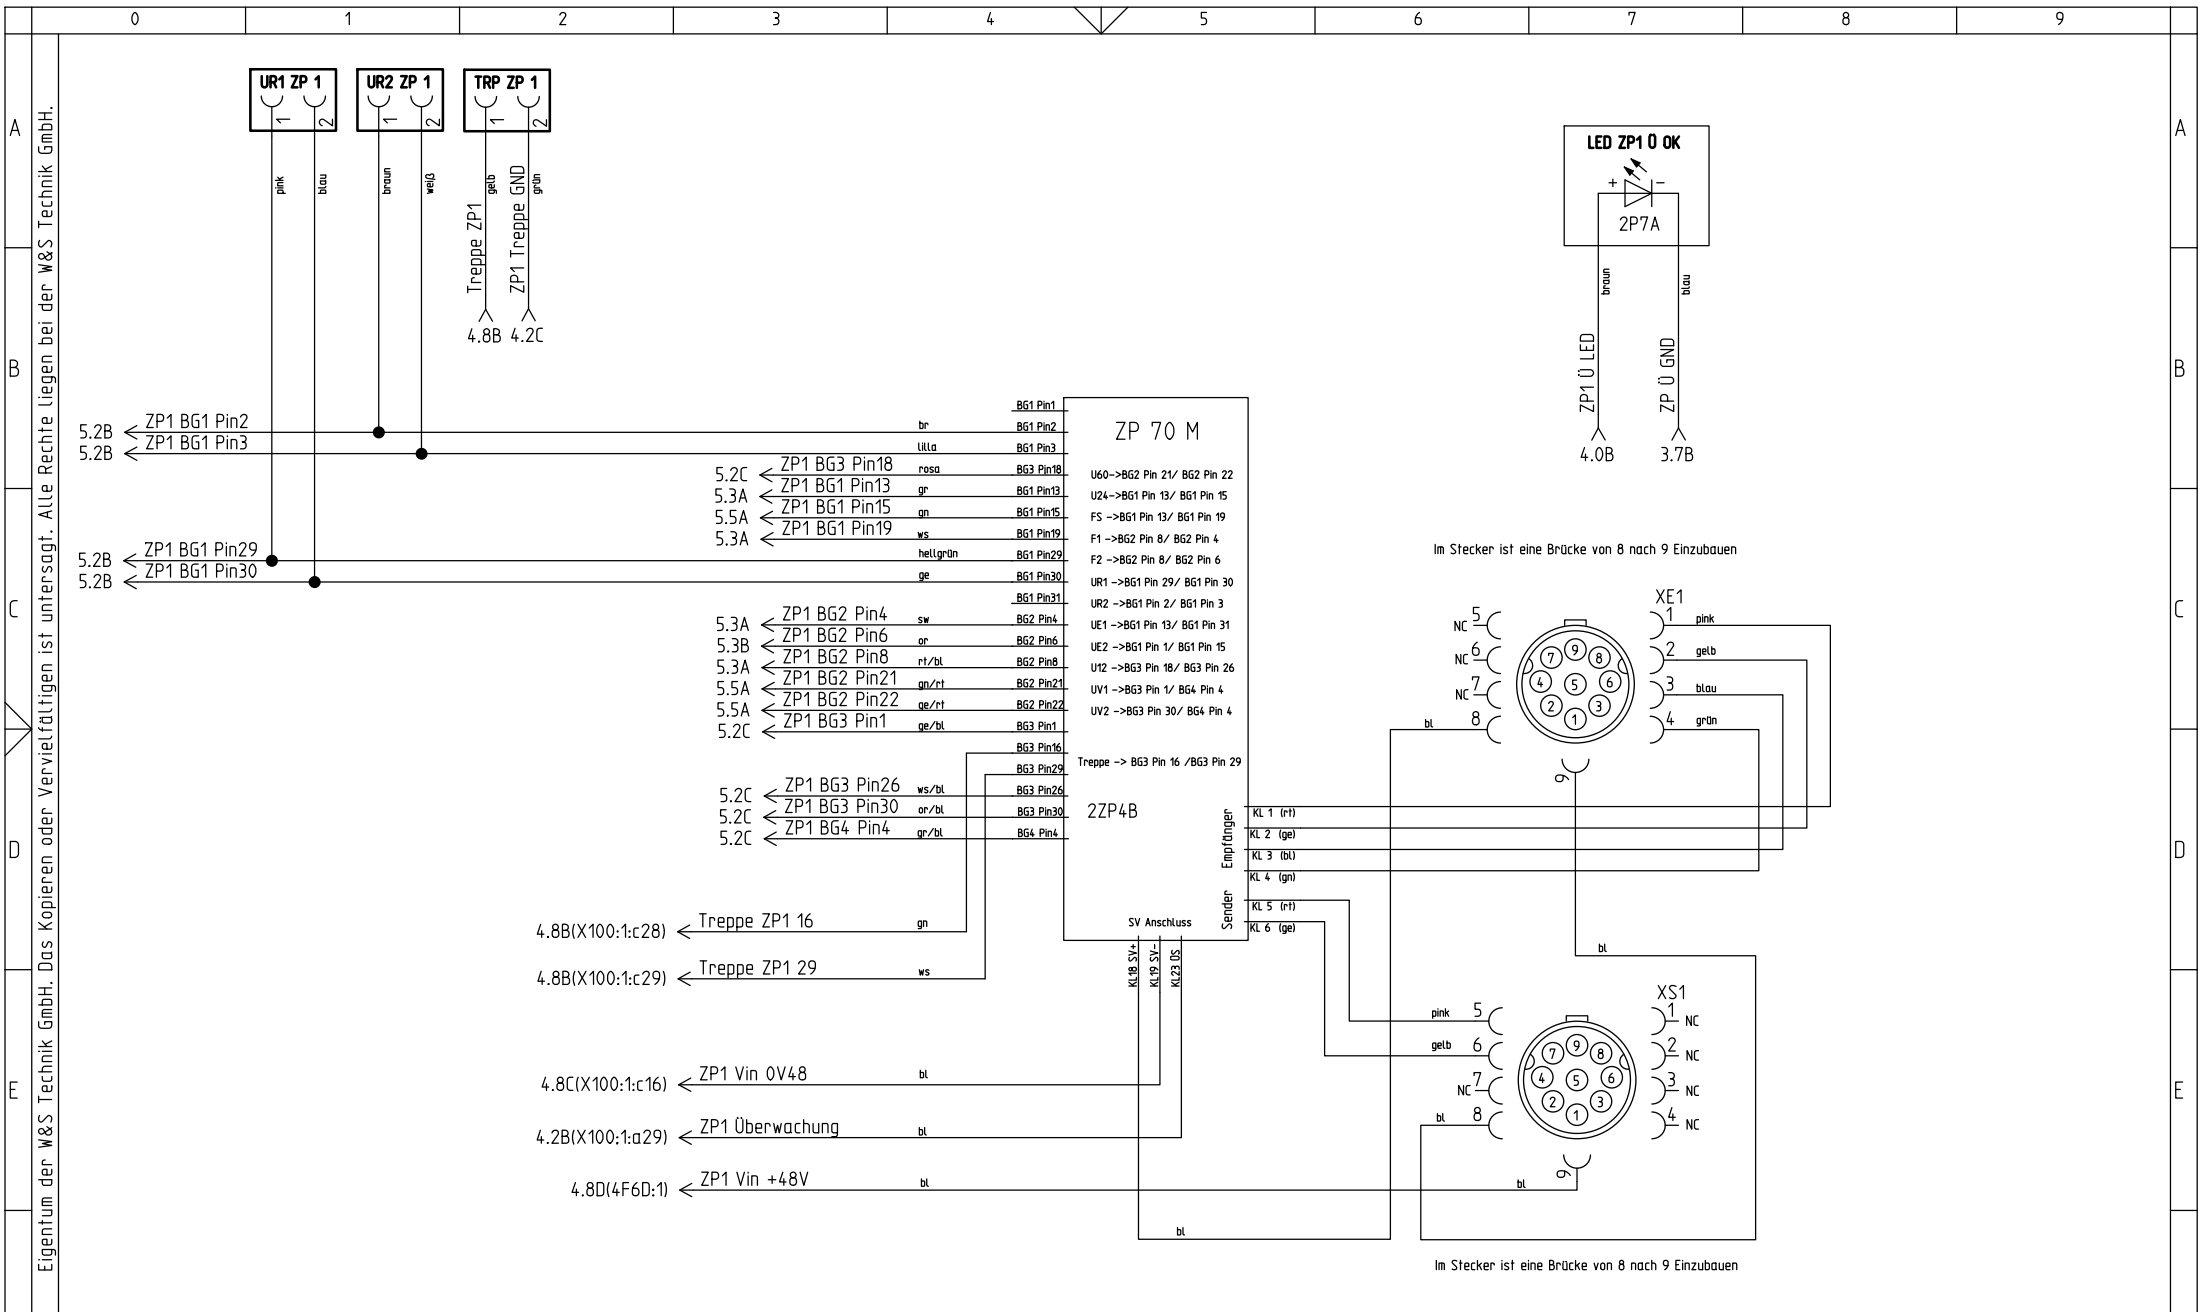 0 1 2 3 4 5 6 7 8 9
A
B
C
D
E
A
B
C
D
E
Eigentum der W&S Technik GmbH. Das Kopieren oder Vervielfältigen ist untersagt. Alle Rechte liegen bei der W&S Technik GmbH.
UR1 ZP 1
1 2
pink
blau
UR2 ZP 1
1 2
braun
weiß
TRP ZP 1
1 2
gelb
grün
Treppe ZP1
ZP1 Treppe GND
4.8B 4.2C
LED ZP1 Ü OK
+ -
2P7A
braun
blau
ZP1 Ü LED
ZP Ü GND
4.0B 3.7B
BG1 Pin1
5.2B ZP1 BG1 Pin2 br BG1 Pin2
5.2B ZP1 BG1 Pin3 lilla BG1 Pin3
5.2C ZP1 BG3 Pin18 rosa BG3 Pin18
5.3A ZP1 BG1 Pin13 gr BG1 Pin13
5.5A ZP1 BG1 Pin15 gn BG1 Pin15
5.3A ZP1 BG1 Pin19 ws BG1 Pin19
5.2B ZP1 BG1 Pin29 hellgrün BG1 Pin29
5.2B ZP1 BG1 Pin30 ge BG1 Pin30
BG1 Pin31
5.3A ZP1 BG2 Pin4 sw BG2 Pin4
5.3B ZP1 BG2 Pin6 or BG2 Pin6
5.3A ZP1 BG2 Pin8 rt/bl BG2 Pin8
5.5A ZP1 BG2 Pin21 gn/rt BG2 Pin21
5.5A ZP1 BG2 Pin22 ge/rt BG2 Pin22
5.2C ZP1 BG3 Pin1 ge/bl BG3 Pin1
BG3 Pin16
BG3 Pin29
5.2C ZP1 BG3 Pin26 ws/bl BG3 Pin26
5.2C ZP1 BG3 Pin30 or/bl BG3 Pin30
5.2C ZP1 BG4 Pin4 gr/bl BG4 Pin4
4.8B(X100:1:c28) Treppe ZP1 16 gn
4.8B(X100:1:c29) Treppe ZP1 29 ws
4.8C(X100:1:c16) ZP1 Vin 0V48 bl
4.2B(X100:1:a29) ZP1 Überwachung bl
4.8D(4F6D:1) ZP1 Vin +48V bl bl
bl
ZP 70 M
U60->BG2 Pin 21/ BG2 Pin 22
U24->BG1 Pin 13/ BG1 Pin 15
FS ->BG1 Pin 13/ BG1 Pin 19
F1 ->BG2 Pin 8/ BG2 Pin 4
F2 ->BG2 Pin 8/ BG2 Pin 6
UR1 ->BG1 Pin 29/ BG1 Pin 30
UR2 ->BG1 Pin 2/ BG1 Pin 3
UE1 ->BG1 Pin 13/ BG1 Pin 31
UE2 ->BG1 Pin 1/ BG1 Pin 15
U12 ->BG3 Pin 18/ BG3 Pin 26
UV1 ->BG3 Pin 1/ BG4 Pin 4
UV2 ->BG3 Pin 30/ BG4 Pin 4
Treppe -> BG3 Pin 16 /BG3 Pin 29
2ZP4B
Empfänger
Sender
SV Anschluss
KL18 SV+
KL19 SV-
KL23 OS
KL 1 (rt)
KL 2 (ge)
KL 3 (bl)
KL 4 (gn)
KL 5 (rt)
KL 6 (ge)
Im Stecker ist eine Brücke von 8 nach 9 Einzubauen
XE1
NC 5
NC 6
NC 7
bl 8
1 pink
2 gelb
3 blau
4 grün
9
7 9 8
4 5 6
2 1 3
bl
XS1
pink 5
gelb 6
NC 7
bl 8
1 NC
2 NC
3 NC
4 NC
9
7 9 8
4 5 6
2 1 3
Im Stecker ist eine Brücke von 8 nach 9 Einzubauen